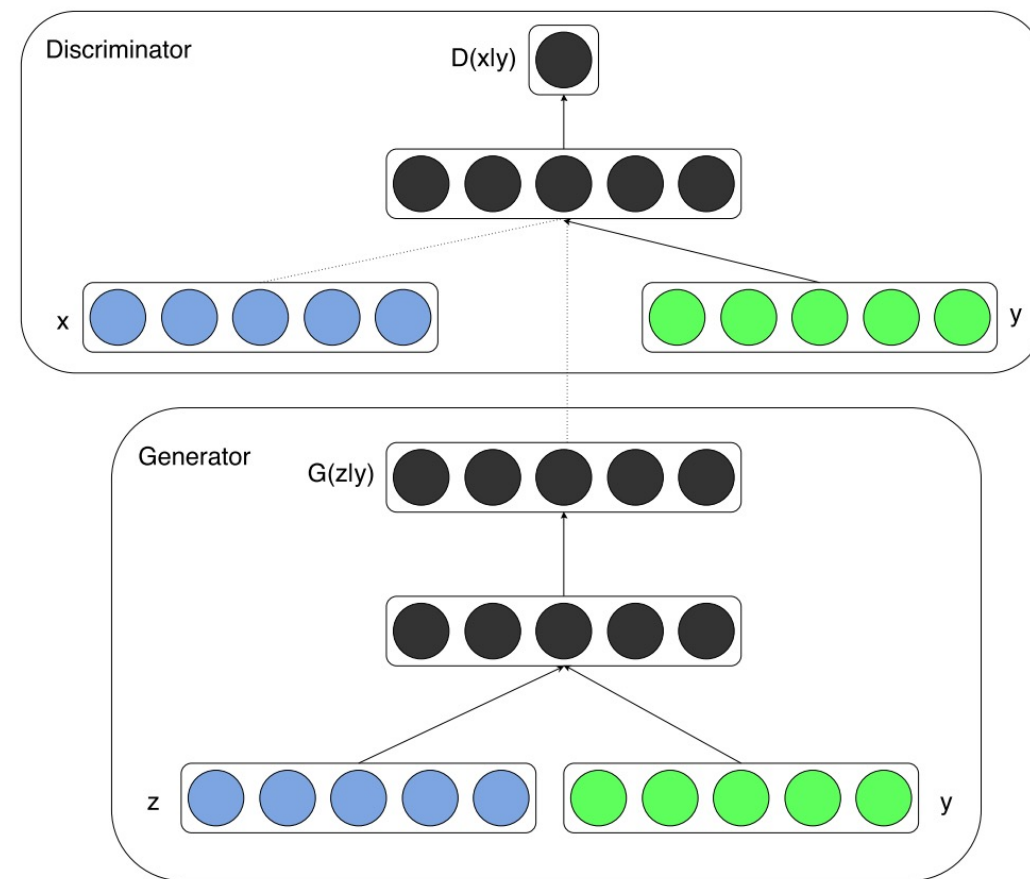 Discriminator
D(x|y)
x
y
Generator
G(z|y)
z
y